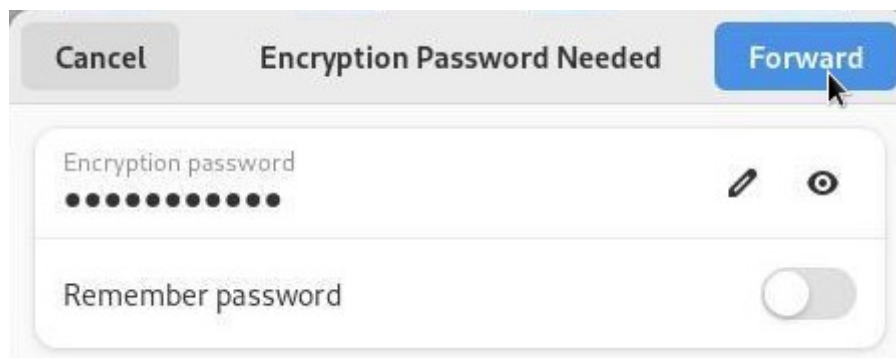 Cancel
Encryption Password Needed
Forward
Encryption password
●●●●●●●●●●●
Remember password